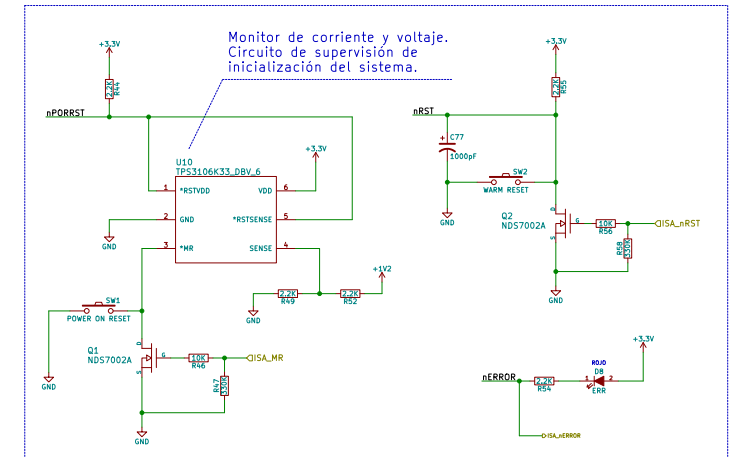 Monitor de corriente y voltaje.
Circuito de supervisión de
inicialización del sistema.
+3.3V
2.2K
R44
nPORRST
U10
TPS3106K33_DBV_6
1
*RSTVDD
VDD
6
+3.3V
2
GND
*RSTSENSE
5
3
*MR
SENSE
4
GND
+1V2
2.2K
R49
2.2K
R52
GND
SW1
POWER ON RESET
GND
Q1
NDS7002A
D
G
S
10K
R46
ISA_MR
330K
R47
GND
+3.3V
2.2K
R55
nRST
+
C77
1000pF
SW2
WARM RESET
GND
Q2
NDS7002A
D
G
S
10K
R56
ISA_nRST
330K
R58
GND
nERROR
2.2K
R54
ROJO
D8
1
2
ERR
+3.3V
ISA_nERROR